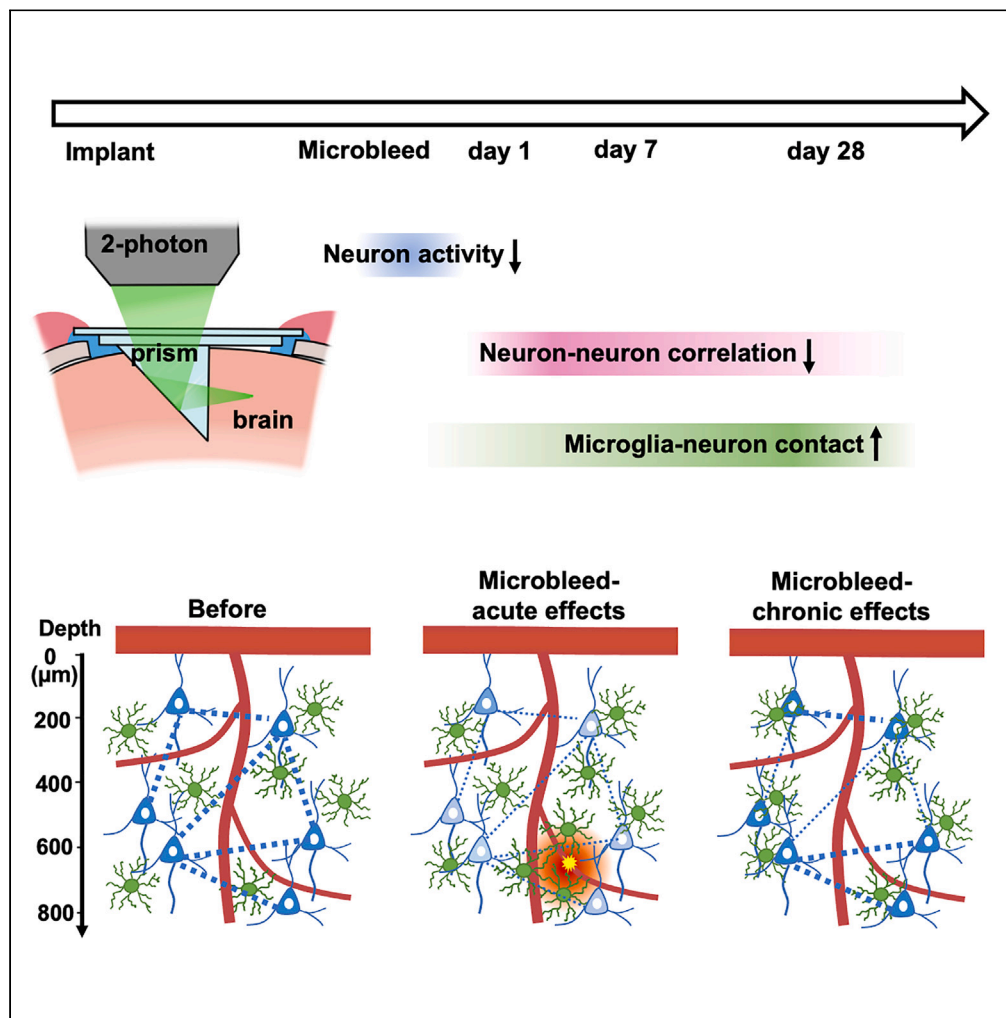 Implant Microbleed day 1 day 7 day 28
2-photon
prism
brain
Neuron activity ↓
Neuron-neuron correlation ↓
Microglia-neuron contact ↑
Before
Microbleed-
acute effects
Microbleed-
chronic effects
Depth
0
(µm)
200
400
600
800